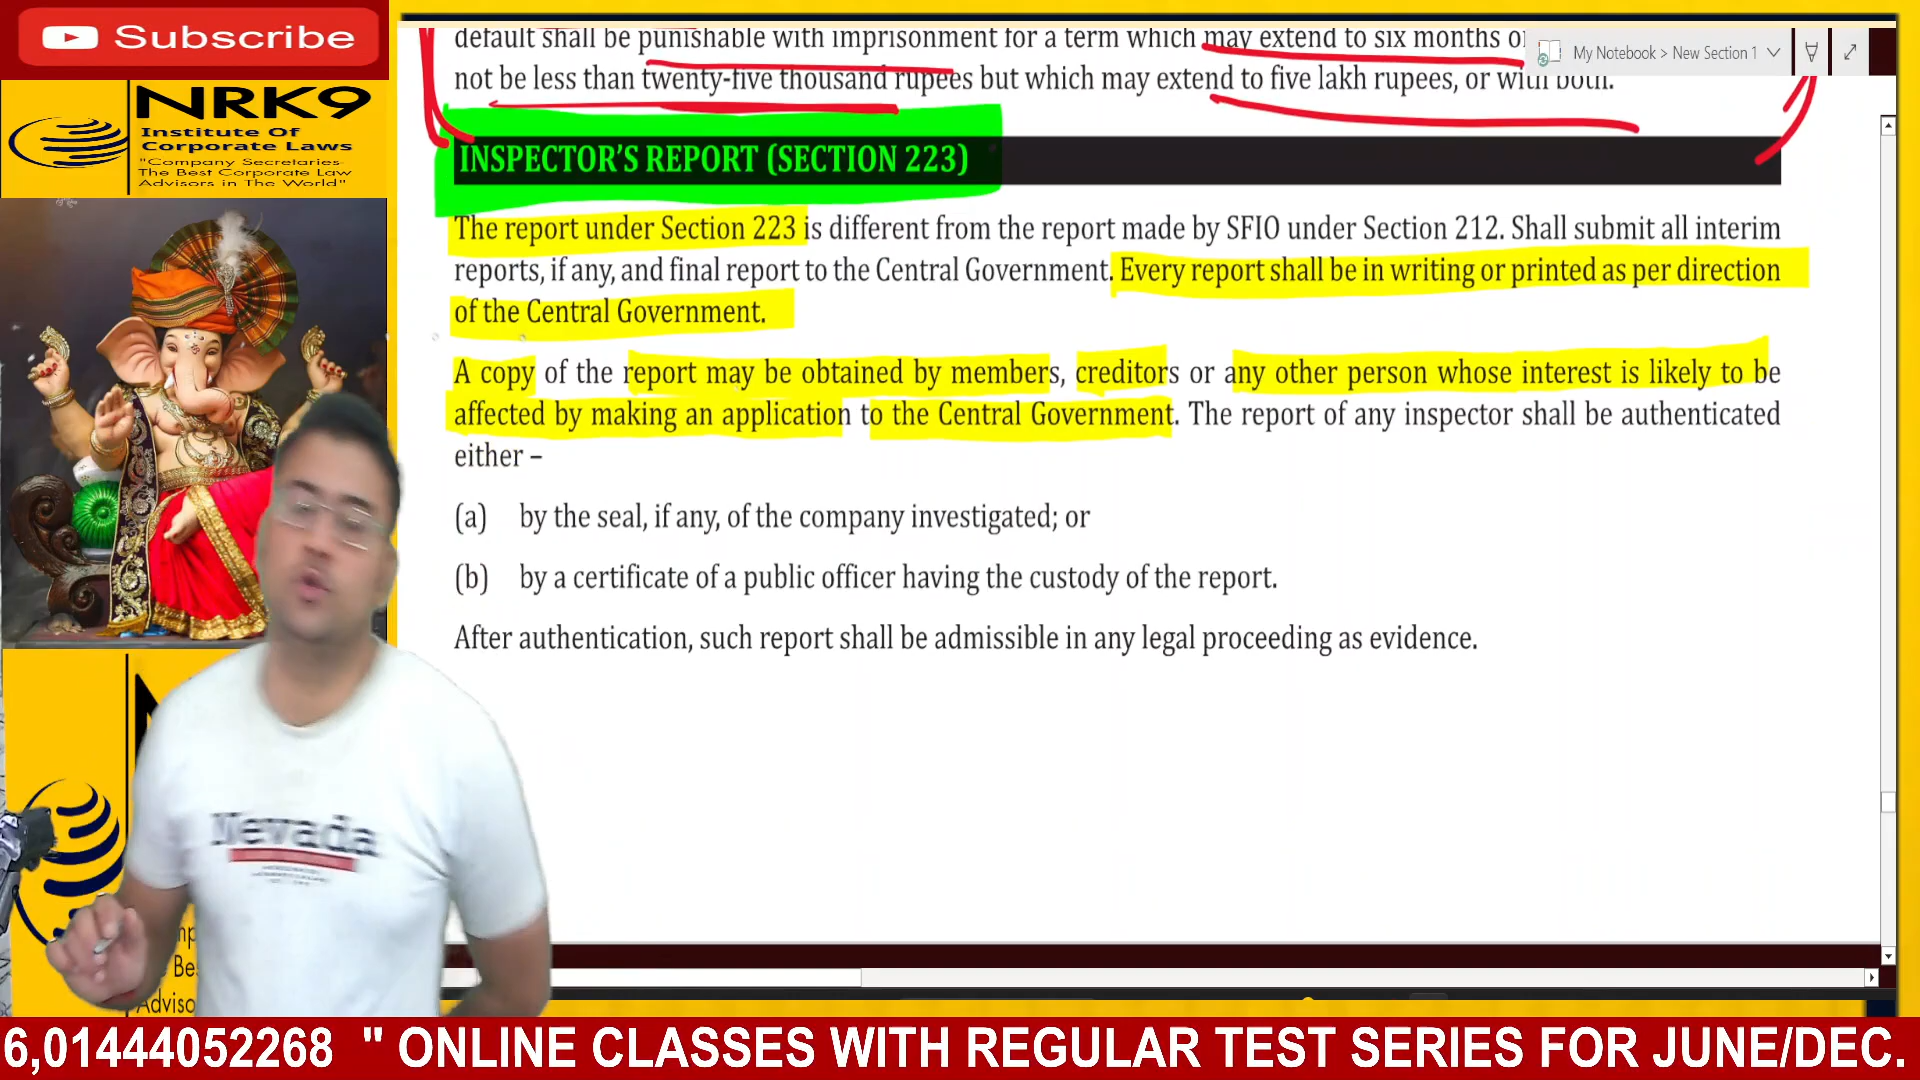 Subscribe
NRK9
Institute Of
Corporate Laws
"Company Secretaries-
The Best Corporate Law
Advisors in The World"
default shall be punishable with imprisonment for a term which may extend to six months
not be less than twenty-five thousand rupees but which may extend to five lakh rupees, or with both.
My Notebook > New Section 1
INSPECTOR'S REPORT (SECTION 223)
The report under Section 223 is different from the report made by SFIO under Section 212. Shall submit all interim
reports, if any, and final report to the Central Government. Every report shall be in writing or printed as per direction
of the Central Government.
A copy of the report may be obtained by members, creditors or any other person whose interest is likely to be
affected by making an application to the Central Government. The report of any inspector shall be authenticated
either –
(a) by the seal, if any, of the company investigated; or
(b) by a certificate of a public officer having the custody of the report.
After authentication, such report shall be admissible in any legal proceeding as evidence.
Nevada
6,01444052268 " ONLINE CLASSES WITH REGULAR TEST SERIES FOR JUNE/DEC.